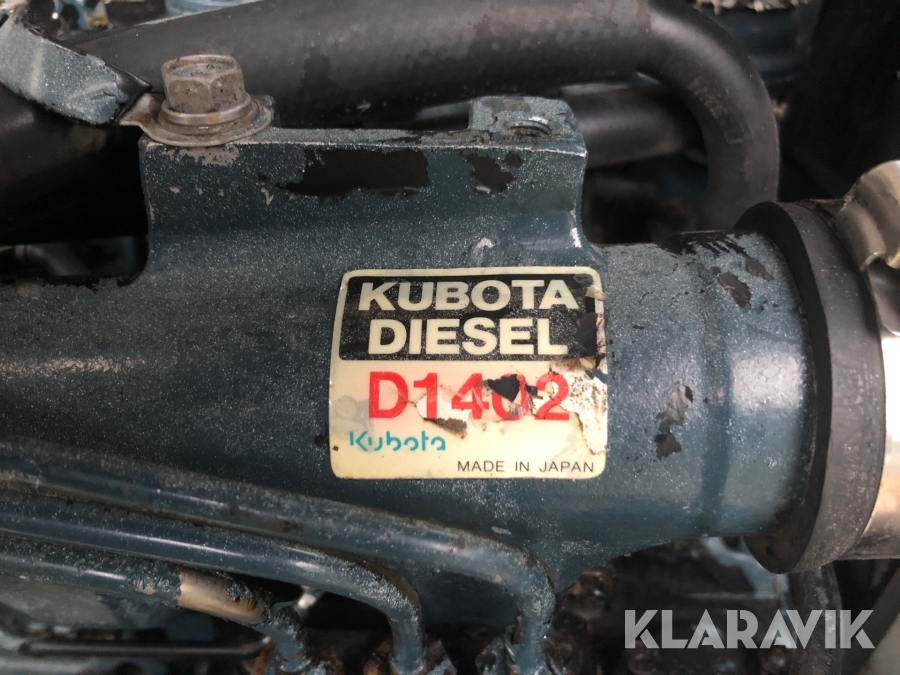 KUBOTA
DIESEL
D1402
Kubota
MADE IN JAPAN
KLARAVIK